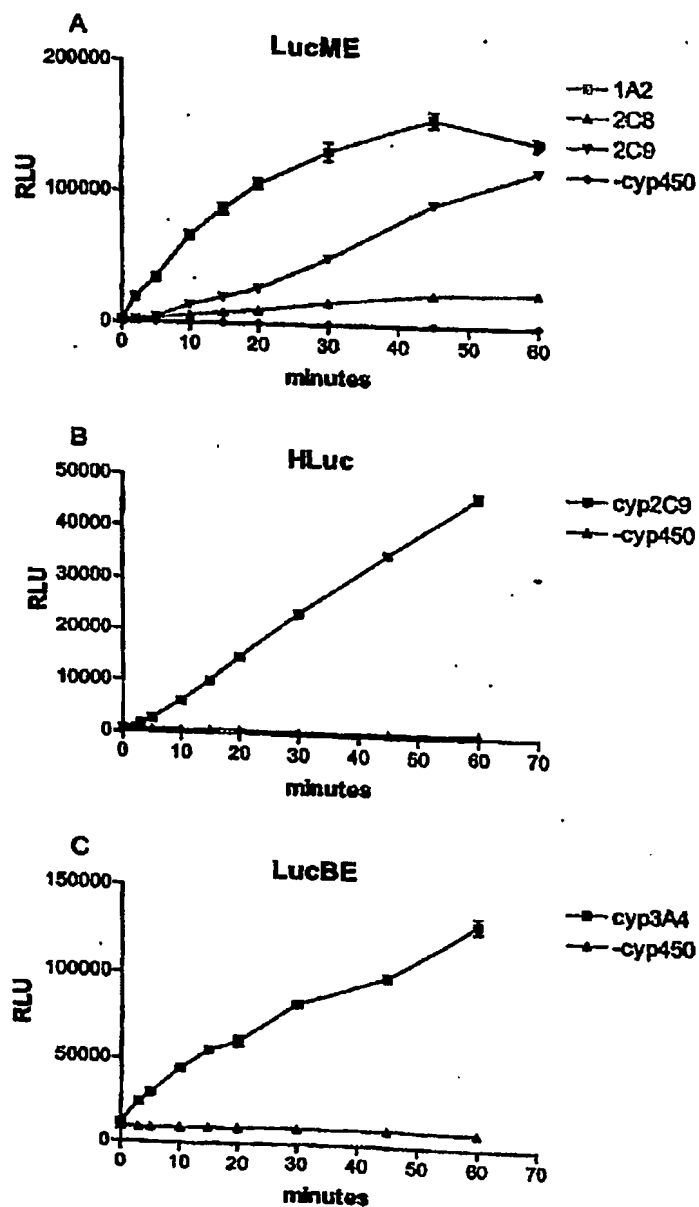 A
LucME
200000
100000
0
RLU
0 10 20 30 40 50 60
minutes
1A2
2C8
2C9
-cyp450
B
HLuc
50000
40000
30000
20000
10000
0
RLU
0 10 20 30 40 50 60 70
minutes
cyp2C9
-cyp450
C
LucBE
150000
100000
50000
0
RLU
0 10 20 30 40 50 60 70
minutes
cyp3A4
-cyp450